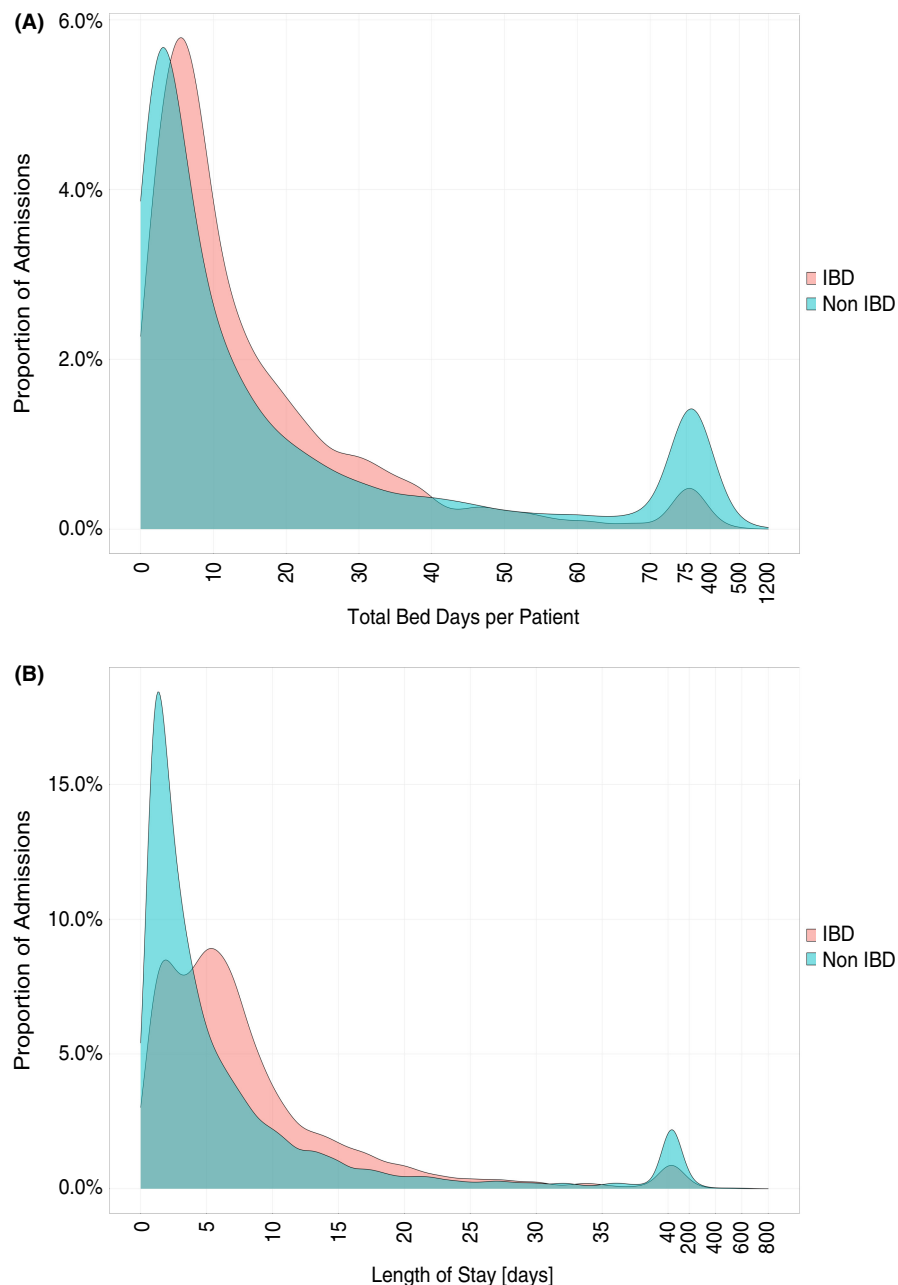 (A)
6.0%
4.0%
2.0%
0.0%
Proportion of Admissions
0 10 20 30 40 50 60 70 75 400 500 1200
Total Bed Days per Patient
IBD
Non IBD
(B)
15.0%
10.0%
5.0%
0.0%
Proportion of Admissions
0 5 10 15 20 25 30 35 40 200 400 600 800
Length of Stay [days]
IBD
Non IBD